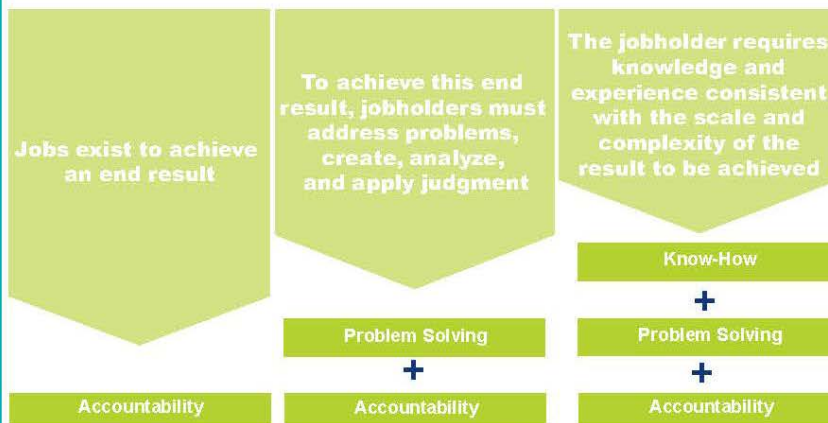 Jobs exist to achieve
an end result
Accountability
To achieve this end
result, jobholders must
address problems,
create, analyze,
and apply judgment
Problem Solving
+
Accountability
The jobholder requires
knowledge and
experience consistent
with the scale and
complexity of the
result to be achieved
Know-How
+
Problem Solving
+
Accountability